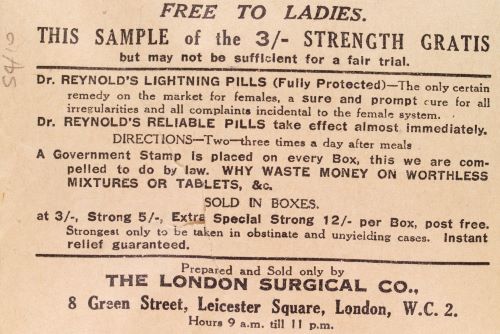 FREE TO LADIES.
THIS SAMPLE of the 3/- STRENGTH GRATIS
but may not be sufficient for a fair trial.
Dr. REYNOLD'S LIGHTNING PILLS (Fully Protected)—The only certain
remedy on the market for females, a sure and prompt cure for all
irregularities and all complaints incidental to the female system.
Dr. REYNOLD'S RELIABLE PILLS take effect almost immediately.
DIRECTIONS—Two—three times a day after meals
A Government Stamp is placed on every Box, this we are com-
pelled to do by law. WHY WASTE MONEY ON WORTHLESS
MIXTURES OR TABLETS, &c.
SOLD IN BOXES.
at 3/-, Strong 5/-, Extra Special Strong 12/- per Box, post free.
Strongest only to be taken in obstinate and unyielding cases. Instant
relief guaranteed.
Prepared and Sold only by
THE LONDON SURGICAL CO.,
8 Green Street, Leicester Square, London, W.C. 2.
Hours 9 a.m. till 11 p.m.